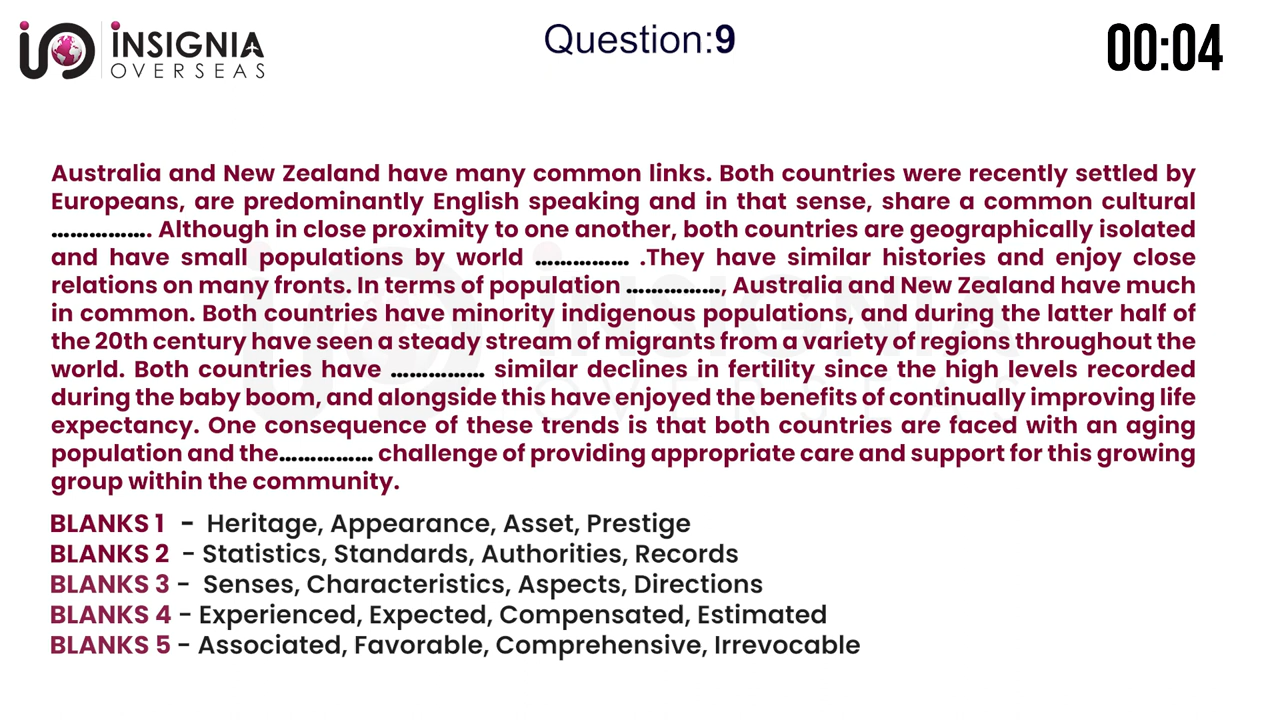 iO INSIGNIA
OVERSEAS
Question:9
00:04
Australia and New Zealand have many common links. Both countries were recently settled by
Europeans, are predominantly English speaking and in that sense, share a common cultural
................ Although in close proximity to one another, both countries are geographically isolated
and have small populations by world ............... .They have similar histories and enjoy close
relations on many fronts. In terms of population ..............., Australia and New Zealand have much
in common. Both countries have minority indigenous populations, and during the latter half of
the 20th century have seen a steady stream of migrants from a variety of regions throughout the
world. Both countries have ............... similar declines in fertility since the high levels recorded
during the baby boom, and alongside this have enjoyed the benefits of continually improving life
expectancy. One consequence of these trends is that both countries are faced with an aging
population and the............... challenge of providing appropriate care and support for this growing
group within the community.
BLANKS 1 - Heritage, Appearance, Asset, Prestige
BLANKS 2 - Statistics, Standards, Authorities, Records
BLANKS 3 - Senses, Characteristics, Aspects, Directions
BLANKS 4 - Experienced, Expected, Compensated, Estimated
BLANKS 5 - Associated, Favorable, Comprehensive, Irrevocable